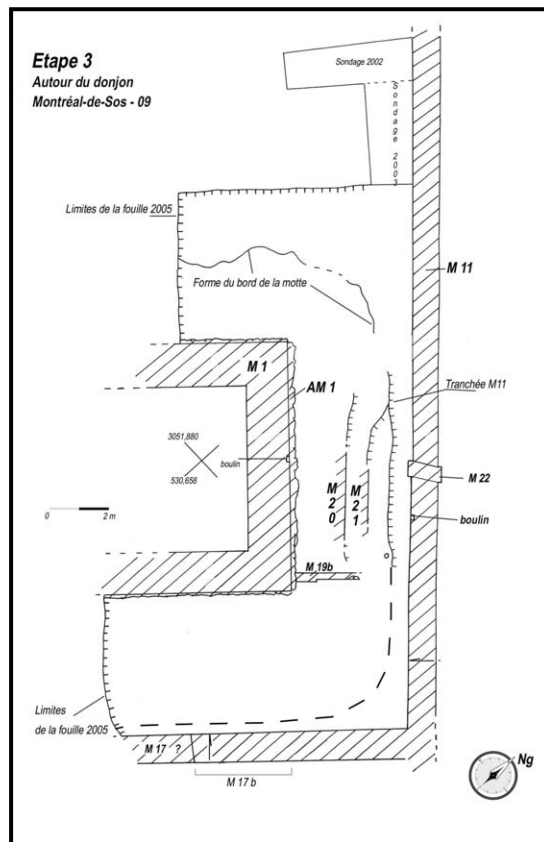 Etape 3
Autour du donjon
Montréal-de-Sos - 09
Sondage 2002
Sondage 2003
Limites de la fouille 2005
M 11
Forme du bord de la motte
M 1
AM 1
Tranchée M11
3051,880
530,658
boulin
M 20
M 21
M 22
boulin
0 2 m
M 19b
Limites
de la fouille 2005
M 17 ?
M 17 b
Ng